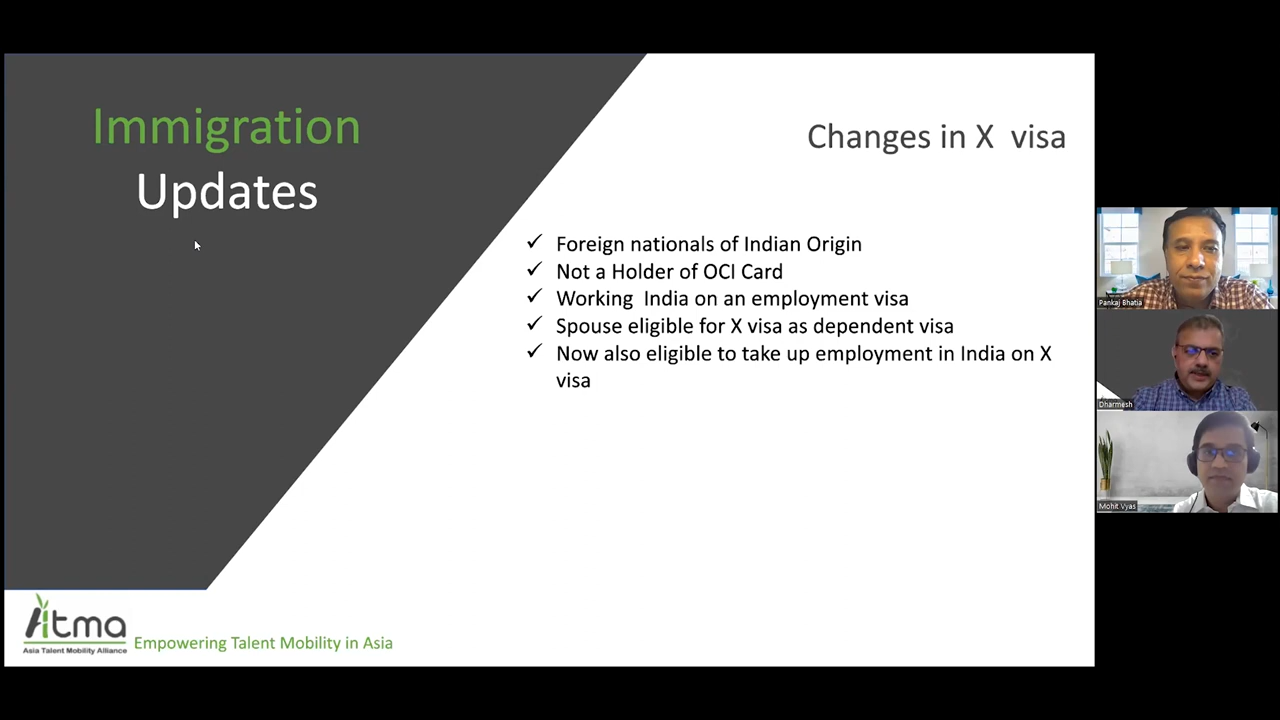 Immigration
Updates
Changes in X visa
✓ Foreign nationals of Indian Origin
✓ Not a Holder of OCI Card
✓ Working India on an employment visa
✓ Spouse eligible for X visa as dependent visa
✓ Now also eligible to take up employment in India on X
visa
Atma
Asia Talent Mobility Alliance
Empowering Talent Mobility in Asia
Pankaj Bhatia
Dharmesh
Mohit Vyas